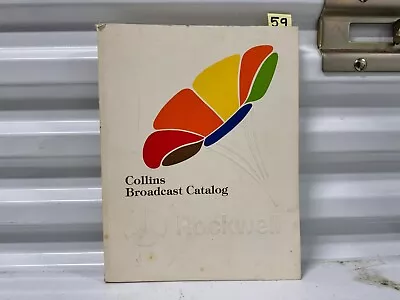 59
Collins
Broadcast Catalog
Rockwell